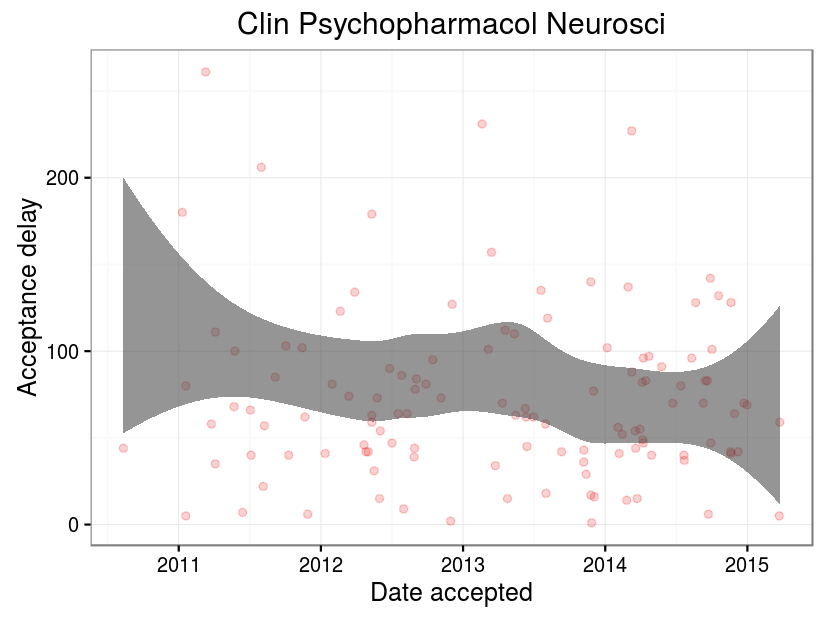 Clin Psychopharmacol Neurosci
Acceptance delay
200
100
0
2011 2012 2013 2014 2015
Date accepted